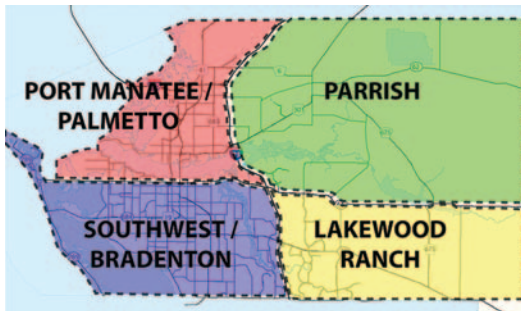 PORT MANATEE /
PALMETTO
PARRISH
SOUTHWEST /
BRADENTON
LAKEWOOD
RANCH